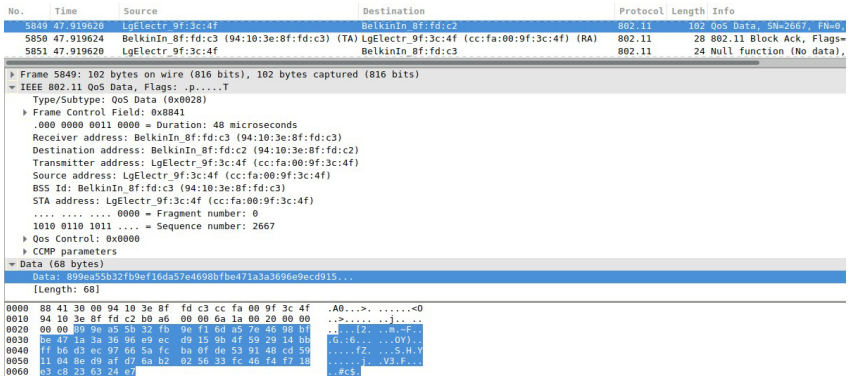 No. Time Source Destination Protocol Length Info
5849 47.919620 LgElectr_9f:3c:4f BelkinIn_8f:fd:c2 802.11 102 QoS Data, SN=2667, FN=0,
5850 47.919624 BelkinIn_8f:fd:c3 (94:10:3e:8f:fd:c3) (TA) LgElectr_9f:3c:4f (cc:fa:00:9f:3c:4f) (RA) 802.11 28 802.11 Block Ack, Flags=
5851 47.919620 LgElectr_9f:3c:4f BelkinIn_8f:fd:c3 802.11 24 Null function (No data),
Frame 5849: 102 bytes on wire (816 bits), 102 bytes captured (816 bits)
IEEE 802.11 QoS Data, Flags: .p.....T
Type/Subtype: QoS Data (0x0028)
Frame Control Field: 0x8841
.000 0000 0011 0000 = Duration: 48 microseconds
Receiver address: BelkinIn_8f:fd:c3 (94:10:3e:8f:fd:c3)
Destination address: BelkinIn_8f:fd:c2 (94:10:3e:8f:fd:c2)
Transmitter address: LgElectr_9f:3c:4f (cc:fa:00:9f:3c:4f)
Source address: LgElectr_9f:3c:4f (cc:fa:00:9f:3c:4f)
BSS Id: BelkinIn_8f:fd:c3 (94:10:3e:8f:fd:c3)
STA address: LgElectr_9f:3c:4f (cc:fa:00:9f:3c:4f)
.... .... .... 0000 = Fragment number: 0
1010 0110 1011 .... = Sequence number: 2667
Qos Control: 0x0000
CCMP parameters
Data (68 bytes)
Data: 899ea55b32fb9ef16da57e4698bfbe471a3a3696e9ecd915...
[Length: 68]
0000 88 41 30 00 94 10 3e 8f fd c3 cc fa 00 9f 3c 4f .A0...>. ......<O
0010 94 10 3e 8f fd c2 b0 a6 00 00 6a 1a 00 20 00 00 ..>..... ..j.. ..
0020 00 00 89 9e a5 5b 32 fb 9e f1 6d a5 7e 46 98 bf .....[2. ..m.~F..
0030 be 47 1a 3a 36 96 e9 ec d9 15 9b 4f 59 29 14 bb .G.:6... ...OY)..
0040 ff b6 d3 ec 97 66 5a fc ba 0f de 53 91 48 cd 59 .....fZ. ...S.H.Y
0050 11 04 8e d9 af d7 6a b2 02 56 33 fc 46 f4 f7 18 ......j. .V3.F...
0060 e3 c8 23 63 24 e7 ..#c$.